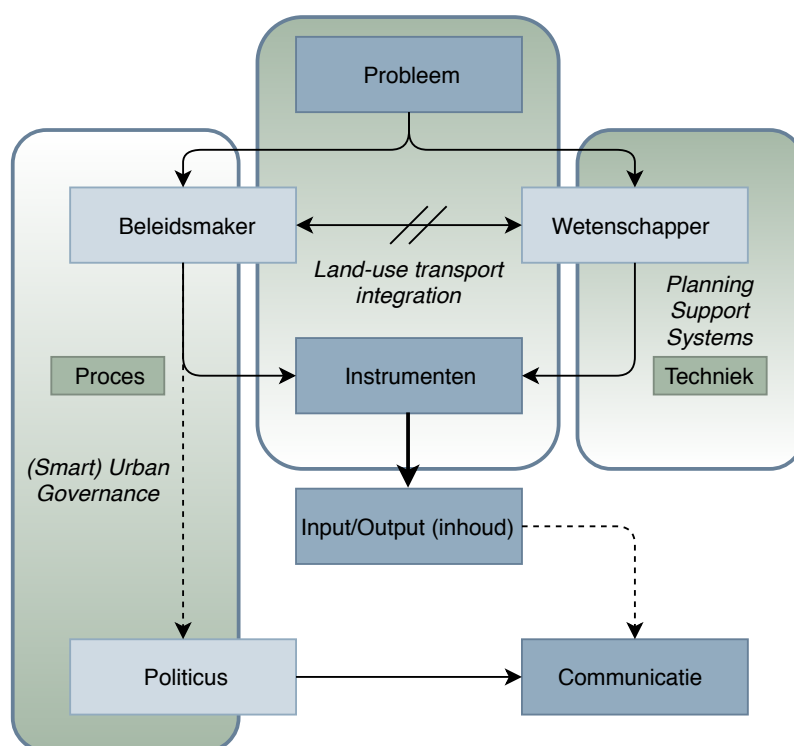 Probleem
Beleidsmaker
Wetenschapper
Land-use transport
integration
Planning
Support
Systems
Proces
Instrumenten
Techniek
(Smart) Urban
Governance
Input/Output (inhoud)
Politicus
Communicatie